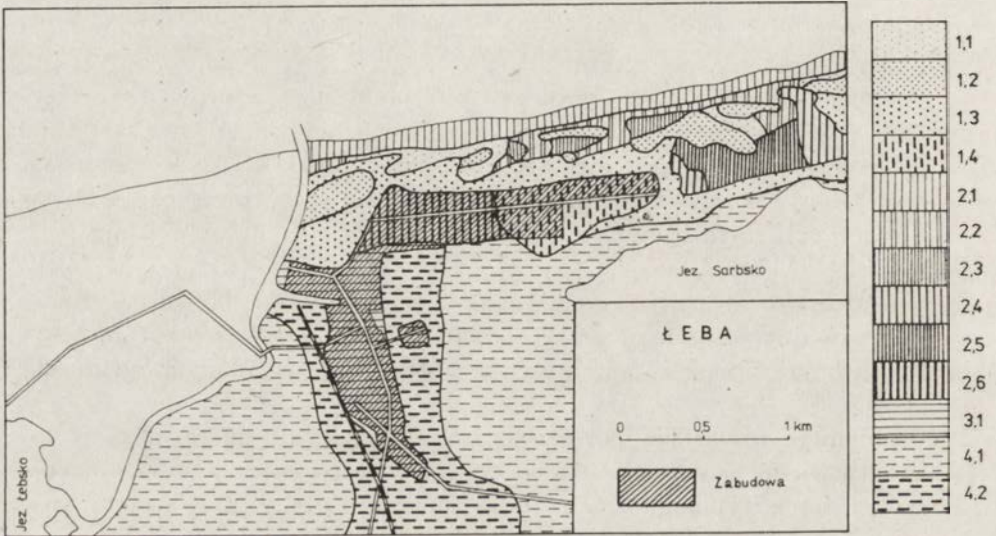 Jez. Sarbsko
ŁEBA
0 0,5 1 km
Zabudowa
Jez. Łebsko
1,1
1,2
1,3
1,4
2,1
2,2
2,3
2,4
2,5
2,6
3,1
4,1
4,2